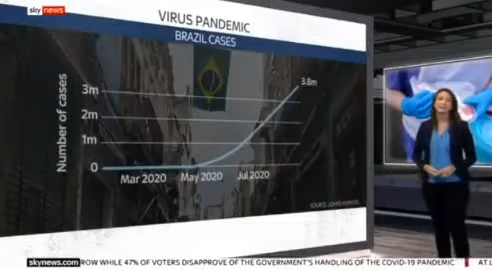 sky news
VIRUS PANDEMIC
BRAZIL CASES
Number of cases
3m
2m
1m
0
3.8m
Mar 2020
May 2020
Jul 2020
SOURCE: JOHNS HOPKINS
skynews.com
ROW WHILE 47% OF VOTERS DISAPPROVE OF THE GOVERNMENT'S HANDLING OF THE COVID-19 PANDEMIC
AT L